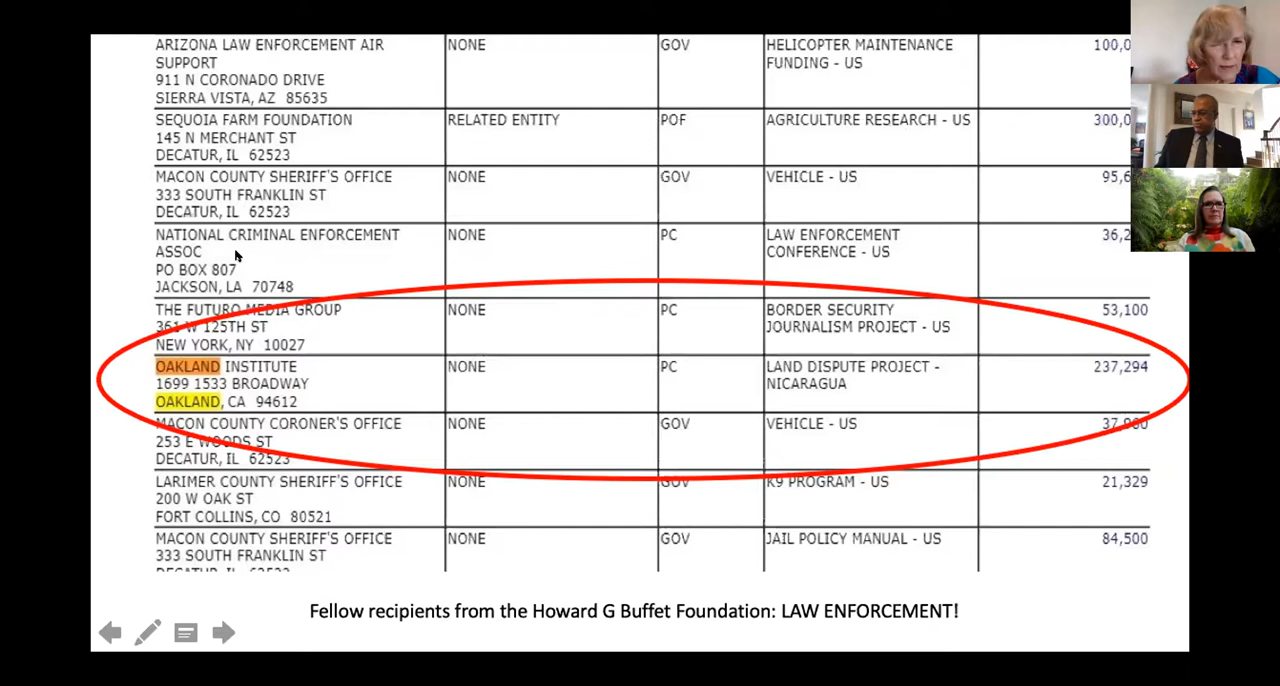 ARIZONA LAW ENFORCEMENT AIR SUPPORT NONE GOV HELICOPTER MAINTENANCE
FUNDING - US
911 N CORONADO DRIVE
SIERRA VISTA, AZ 85635
SEQUOIA FARM FOUNDATION RELATED ENTITY POF AGRICULTURE RESEARCH - US
145 N MERCHANT ST
DECATUR, IL 62523
MACON COUNTY SHERIFF'S OFFICE NONE GOV VEHICLE - US
333 SOUTH FRANKLIN ST
DECATUR, IL 62523
NATIONAL CRIMINAL ENFORCEMENT NONE PC LAW ENFORCEMENT
ASSOC CONFERENCE - US
PO BOX 807
JACKSON, LA 70748
THE FUTURO MEDIA GROUP NONE PC BORDER SECURITY 53,100
361 W 125TH ST JOURNALISM PROJECT - US
NEW YORK, NY 10027
OAKLAND INSTITUTE NONE PC LAND DISPUTE PROJECT - 237,294
1699 1533 BROADWAY NICARAGUA
OAKLAND, CA 94612
MACON COUNTY CORONER'S OFFICE NONE GOV VEHICLE - US
253 E WOODS ST
DECATUR, IL 62523
LARIMER COUNTY SHERIFF'S OFFICE NONE GOV K9 PROGRAM - US 21,329
200 W OAK ST
FORT COLLINS, CO 80521
MACON COUNTY SHERIFF'S OFFICE NONE GOV JAIL POLICY MANUAL - US 84,500
333 SOUTH FRANKLIN ST
Fellow recipients from the Howard G Buffet Foundation: LAW ENFORCEMENT!